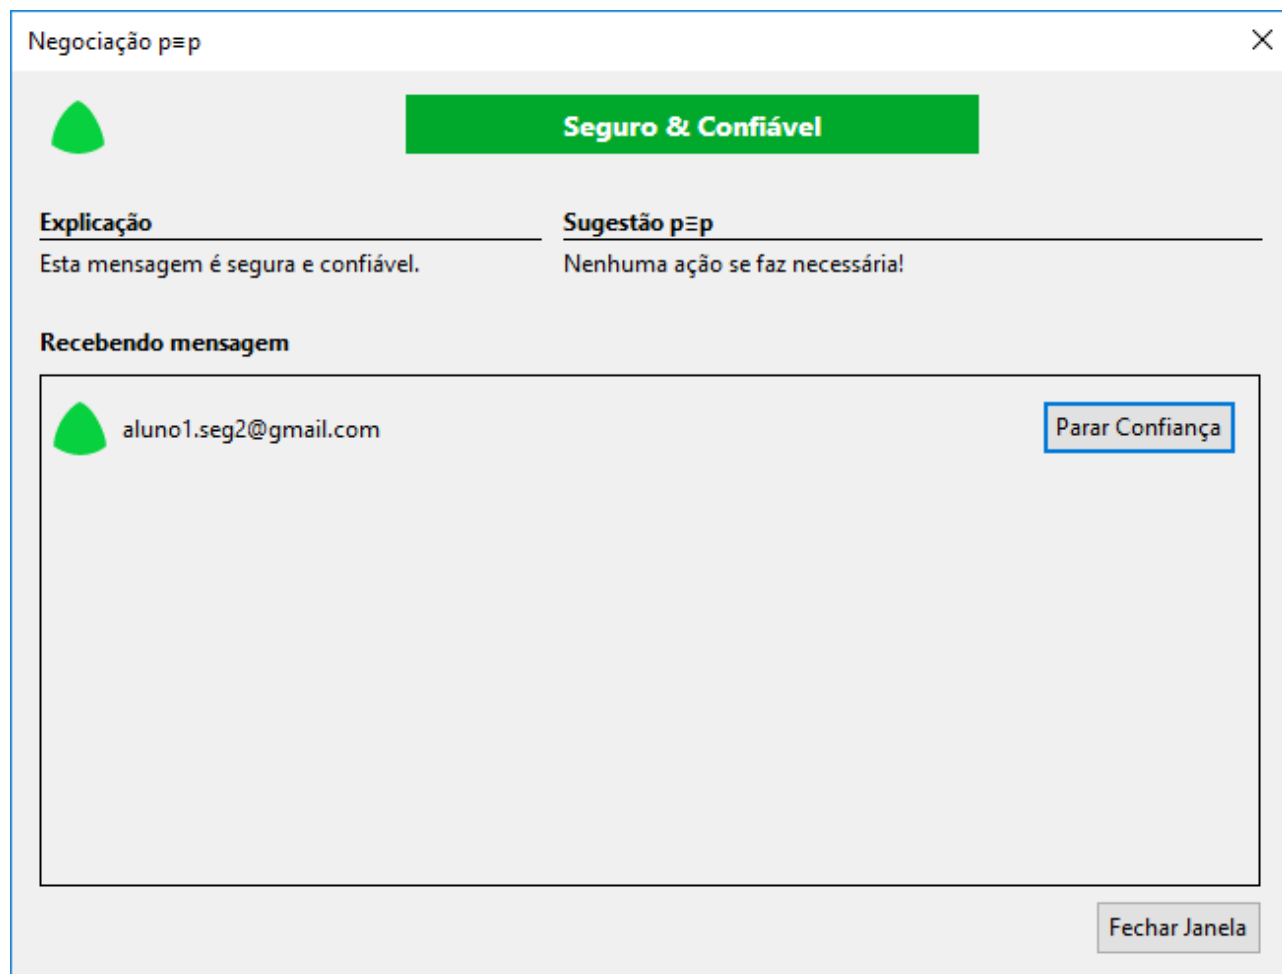 Negociação p≡p
Seguro & Confiável
Explicação
Esta mensagem é segura e confiável.
Sugestão p≡p
Nenhuma ação se faz necessária!
Recebendo mensagem
aluno1.seg2@gmail.com
Parar Confiança
Fechar Janela